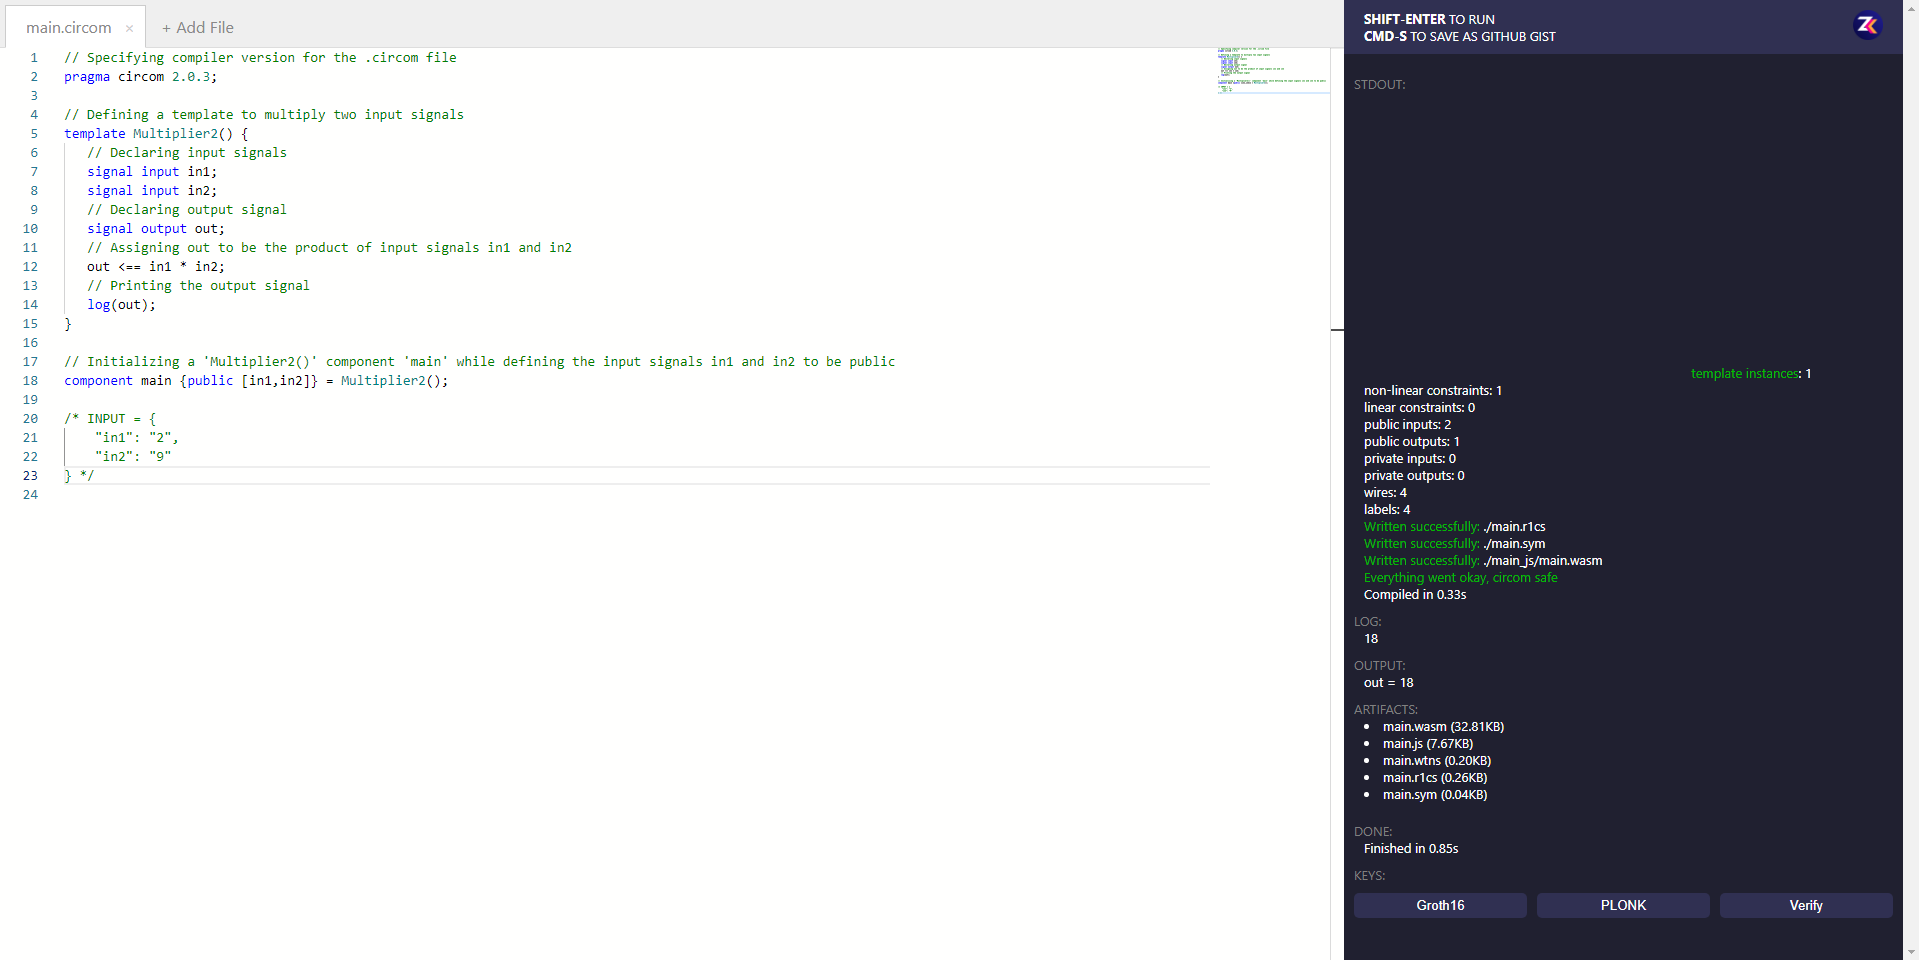 main.circom ×
+ Add File
1 // Specifying compiler version for the .circom file
2 pragma circom 2.0.3;
3
4 // Defining a template to multiply two input signals
5 template Multiplier2() {
6 // Declaring input signals
7 signal input in1;
8 signal input in2;
9 // Declaring output signal
10 signal output out;
11 // Assigning out to be the product of input signals in1 and in2
12 out <== in1 * in2;
13 // Printing the output signal
14 log(out);
15 }
16
17 // Initializing a 'Multiplier2()' component 'main' while defining the input signals in1 and in2 to be public
18 component main {public [in1,in2]} = Multiplier2();
19
20 /* INPUT = {
21 "in1": "2",
22 "in2": "9"
23 } */
24
SHIFT-ENTER TO RUN
CMD-S TO SAVE AS GITHUB GIST
ZK
STDOUT:
template instances: 1
non-linear constraints: 1
linear constraints: 0
public inputs: 2
public outputs: 1
private inputs: 0
private outputs: 0
wires: 4
labels: 4
Written successfully: ./main.r1cs
Written successfully: ./main.sym
Written successfully: ./main_js/main.wasm
Everything went okay, circom safe
Compiled in 0.33s
LOG:
18
OUTPUT:
out = 18
ARTIFACTS:
• main.wasm (32.81KB)
• main.js (7.67KB)
• main.wtns (0.20KB)
• main.r1cs (0.26KB)
• main.sym (0.04KB)
DONE:
Finished in 0.85s
KEYS:
Groth16
PLONK
Verify